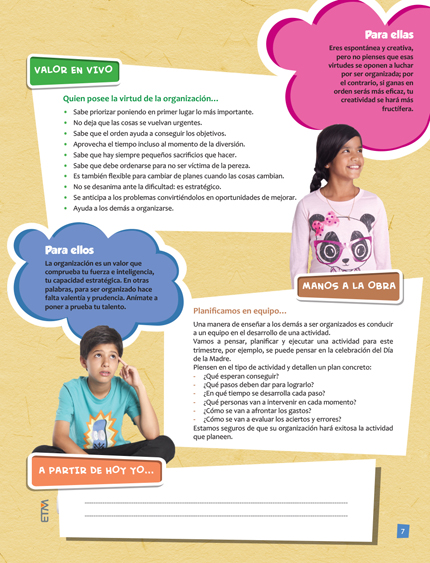 Para ellas
Eres espontánea y creativa,
pero no pienses que esas
virtudes se oponen a luchar
por ser organizada; por
el contrario, si ganas en
orden serás más eficaz, tu
creatividad se hará más
fructífera.
VALOR EN VIVO
Quien posee la virtud de la organización...
• Sabe priorizar poniendo en primer lugar lo más importante.
• No deja que las cosas se vuelvan urgentes.
• Sabe que el orden ayuda a conseguir los objetivos.
• Aprovecha el tiempo incluso al momento de la diversión.
• Sabe que hay siempre pequeños sacrificios que hacer.
• Sabe que debe ordenarse para no ser víctima de la pereza.
• Es también flexible para cambiar de planes cuando las cosas cambian.
• No se desanima ante la dificultad: es estratégico.
• Se anticipa a los problemas convirtiéndolos en oportunidades de mejorar.
• Ayuda a los demás a organizarse.
Para ellos
La organización es un valor que
comprueba tu fuerza e inteligencia,
tu capacidad estratégica. En otras
palabras, para ser organizado hace
falta valentía y prudencia. Anímate a
poner a prueba tu talento.
MANOS A LA OBRA
Planificamos en equipo...
Una manera de enseñar a los demás a ser organizados es conducir
a un equipo en el desarrollo de una actividad.
Vamos a pensar, planificar y ejecutar una actividad para este
trimestre, por ejemplo, se puede pensar en la celebración del Día
de la Madre.
Piensen en el tipo de actividad y detallen un plan concreto:
- ¿Qué esperan conseguir?
- ¿Qué pasos deben dar para lograrlo?
- ¿En qué tiempo se desarrolla cada paso?
- ¿Qué personas van a intervenir en cada momento?
- ¿Cómo se van a afrontar los gastos?
- ¿Cómo se van a evaluar los aciertos y errores?
Estamos seguros de que su organización hará exitosa la actividad
que planeen.
A PARTIR DE HOY YO...
ETM
7